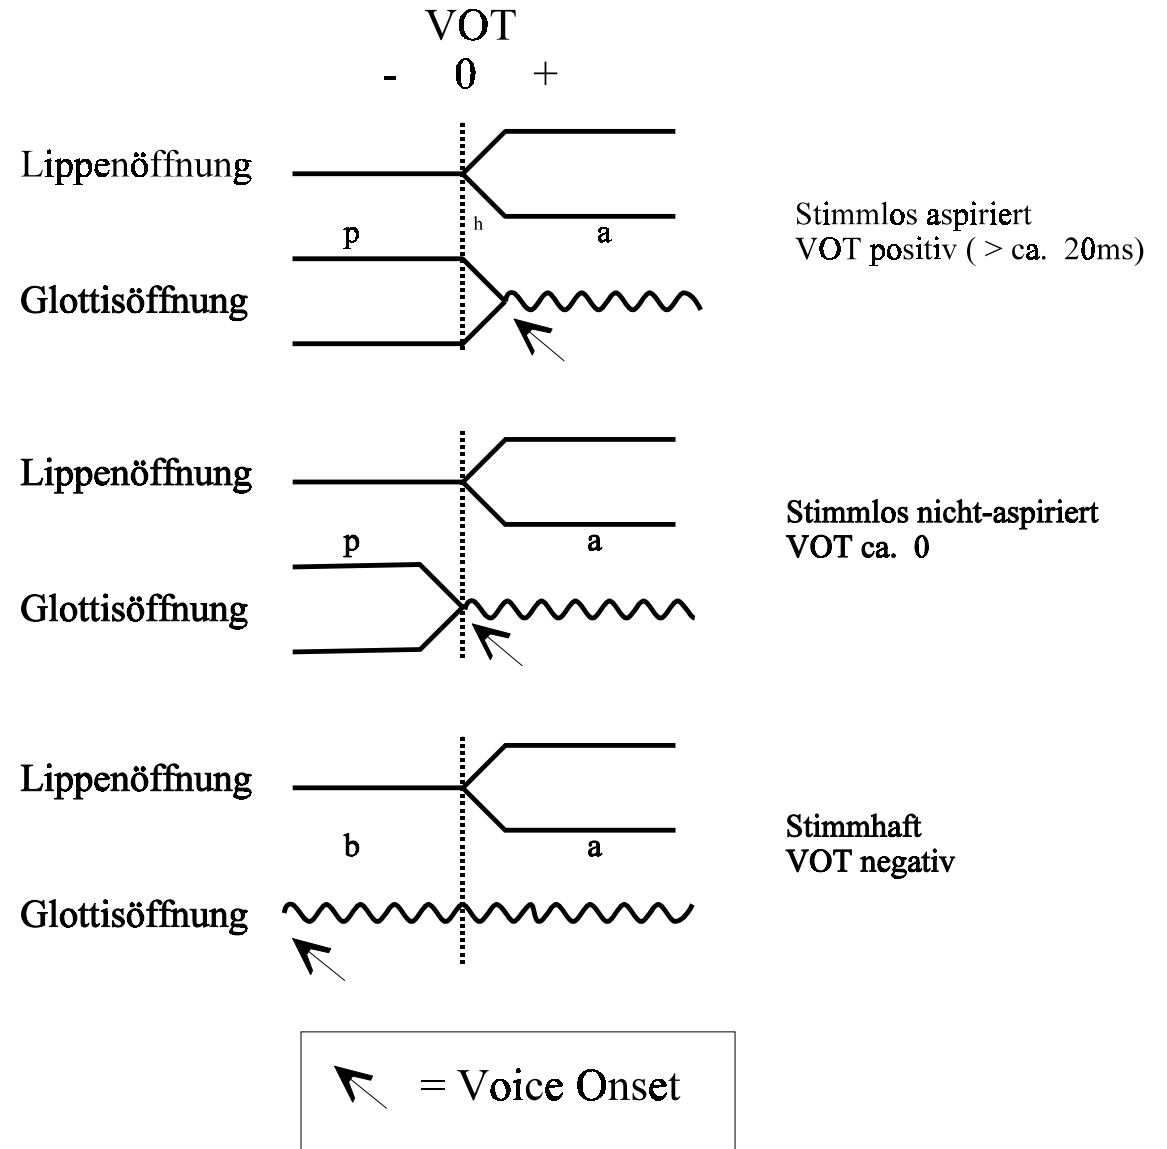 VOT
- 0 +
Lippenöffnung
p h a
Glottisöffnung
Stimmlos aspiriert
VOT positiv ( > ca. 20ms)
Lippenöffnung
p a
Glottisöffnung
Stimmlos nicht-aspiriert
VOT ca. 0
Lippenöffnung
b a
Glottisöffnung
Stimmhaft
VOT negativ
= Voice Onset